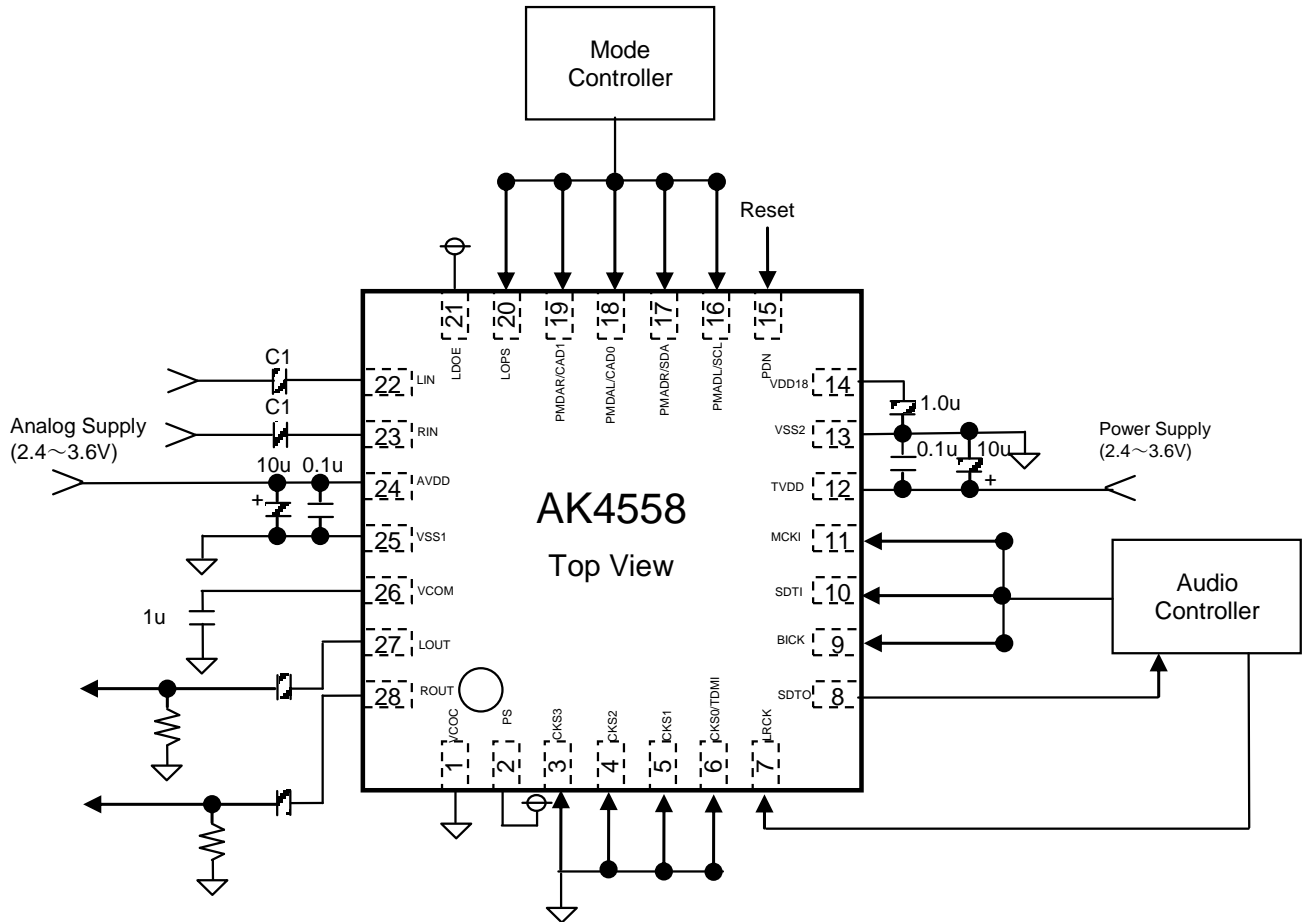 Mode
Controller
Reset
21
20
19
18
17
16
15
LDOE
LOPS
PMDAR/CAD1
PMDAL/CAD0
PMADR/SDA
PMADL/SCL
PDN
C1
22
LIN
C1
23
RIN
Analog Supply
(2.4～3.6V)
10u
0.1u
+
24
AVDD
25
VSS1
26
VCOM
1u
27
LOUT
28
ROUT
AK4558
Top View
VDD18
14
1.0u
VSS2
13
0.1u
10u
+
Power Supply
(2.4～3.6V)
TVDD
12
MCKI
11
SDTI
10
BICK
9
SDTO
8
Audio
Controller
VCOC
PS
CKS3
CKS2
CKS1
CKS0/TDMI
LRCK
1
2
3
4
5
6
7